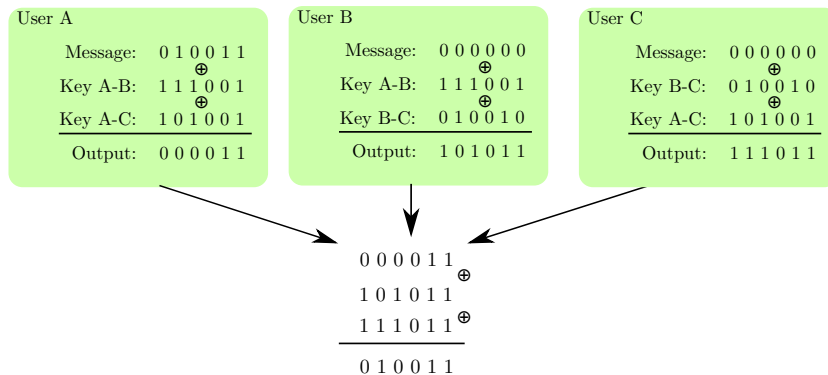 User A
Message: 0 1 0 0 1 1
⊕
Key A-B: 1 1 1 0 0 1
⊕
Key A-C: 1 0 1 0 0 1
Output: 0 0 0 0 1 1
User B
Message: 0 0 0 0 0 0
⊕
Key A-B: 1 1 1 0 0 1
⊕
Key B-C: 0 1 0 0 1 0
Output: 1 0 1 0 1 1
User C
Message: 0 0 0 0 0 0
⊕
Key B-C: 0 1 0 0 1 0
⊕
Key A-C: 1 0 1 0 0 1
Output: 1 1 1 0 1 1
0 0 0 0 1 1
⊕
1 0 1 0 1 1
⊕
1 1 1 0 1 1
0 1 0 0 1 1